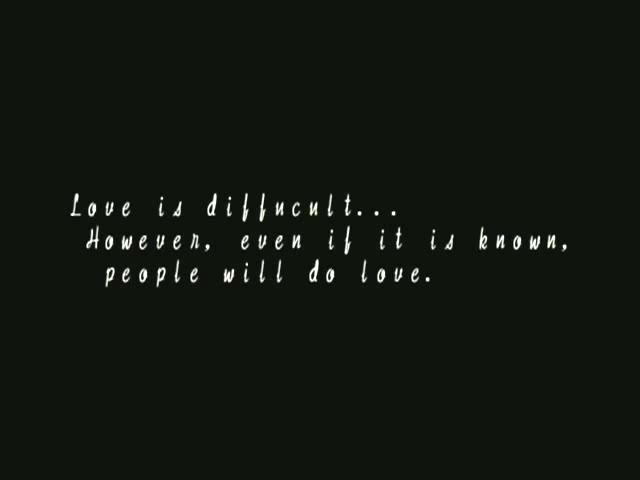 Love is diffucult...
However, even if it is known,
people will do love.